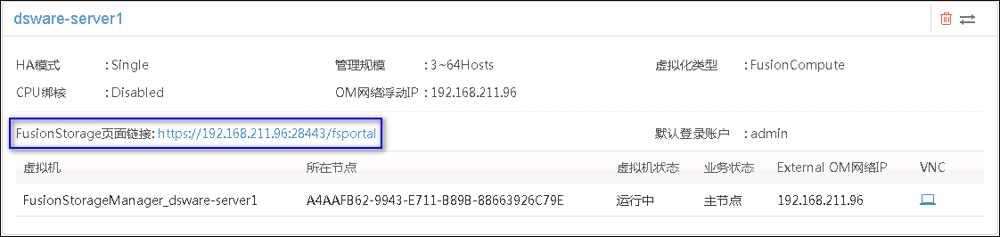 dsware-server1
HA模式 : Single 管理规模 : 3~64Hosts 虚拟化类型 : FusionCompute
CPU绑核 : Disabled OM网络浮动IP : 192.168.211.96
FusionStorage页面链接: https://192.168.211.96:28443/fsportal 默认登录账户 : admin
虚拟机 所在节点 虚拟机状态 业务状态 External OM网络IP VNC
FusionStorageManager_dsware-server1 A4AAFB62-9943-E711-B89B-88663926C79E 运行中 主节点 192.168.211.96